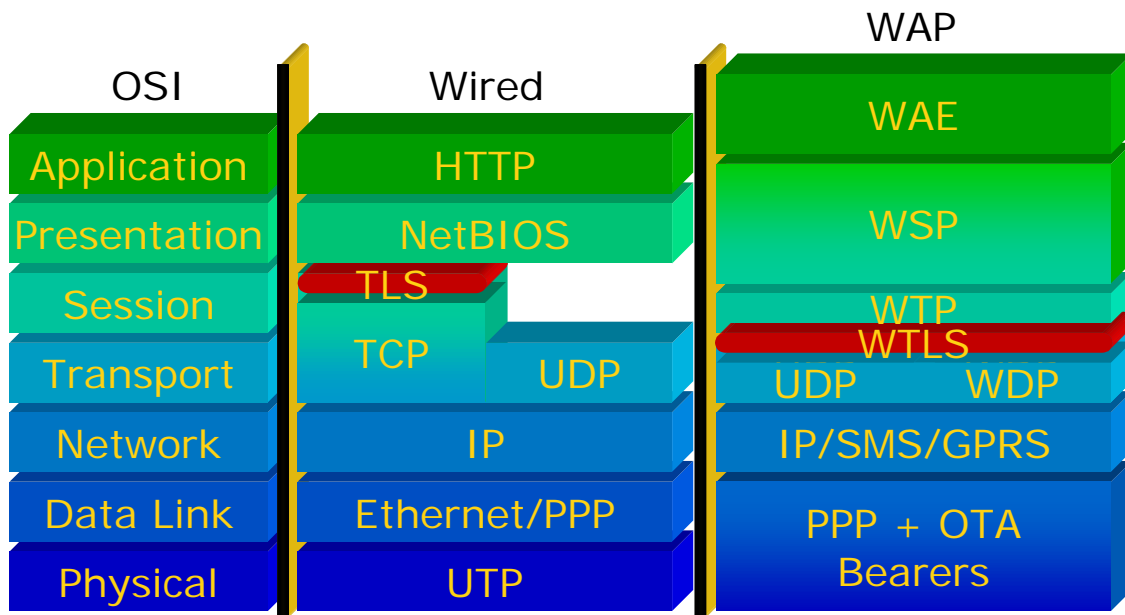 OSI
Application
Presentation
Session
Transport
Network
Data Link
Physical
Wired
HTTP
NetBIOS
TLS
TCP
UDP
IP
Ethernet/PPP
UTP
WAP
WAE
WSP
WTP
WTLS
UDP WDP
IP/SMS/GPRS
PPP + OTA
Bearers